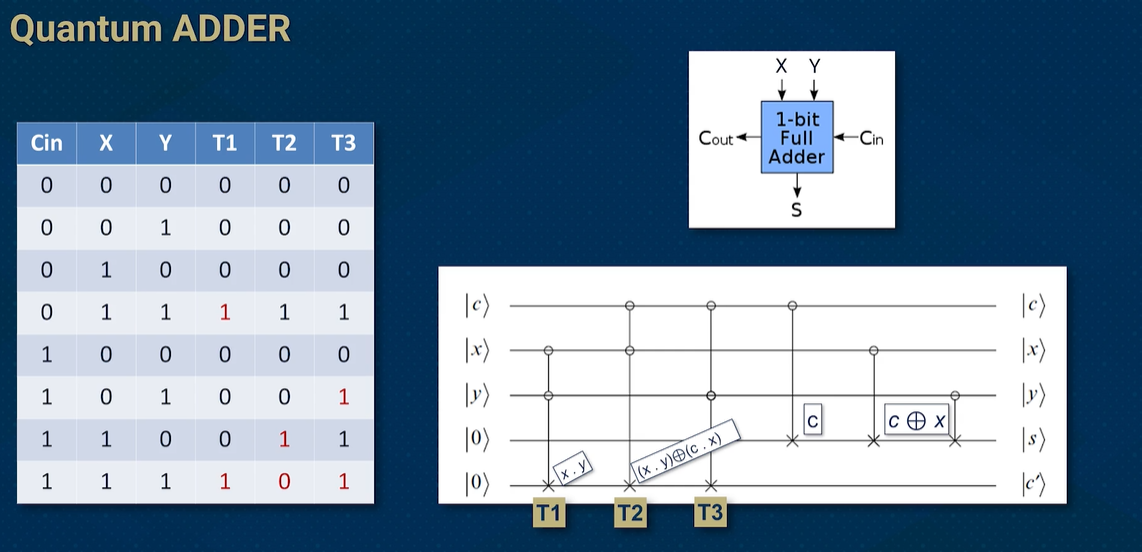 Quantum ADDER
X Y
1-bit
Full
Adder
Cout
Cin
S
Cin X Y T1 T2 T3
0 0 0 0 0 0
0 0 1 0 0 0
0 1 0 0 0 0
0 1 1 1 1 1
1 0 0 0 0 0
1 0 1 0 0 1
1 1 0 0 1 1
1 1 1 1 0 1
|c⟩ |c⟩
|x⟩ |x⟩
|y⟩ |y⟩
|0⟩ c c ⊕ x |s⟩
|0⟩ x . y (x . y)⊕(c . x) |c′⟩
T1 T2 T3